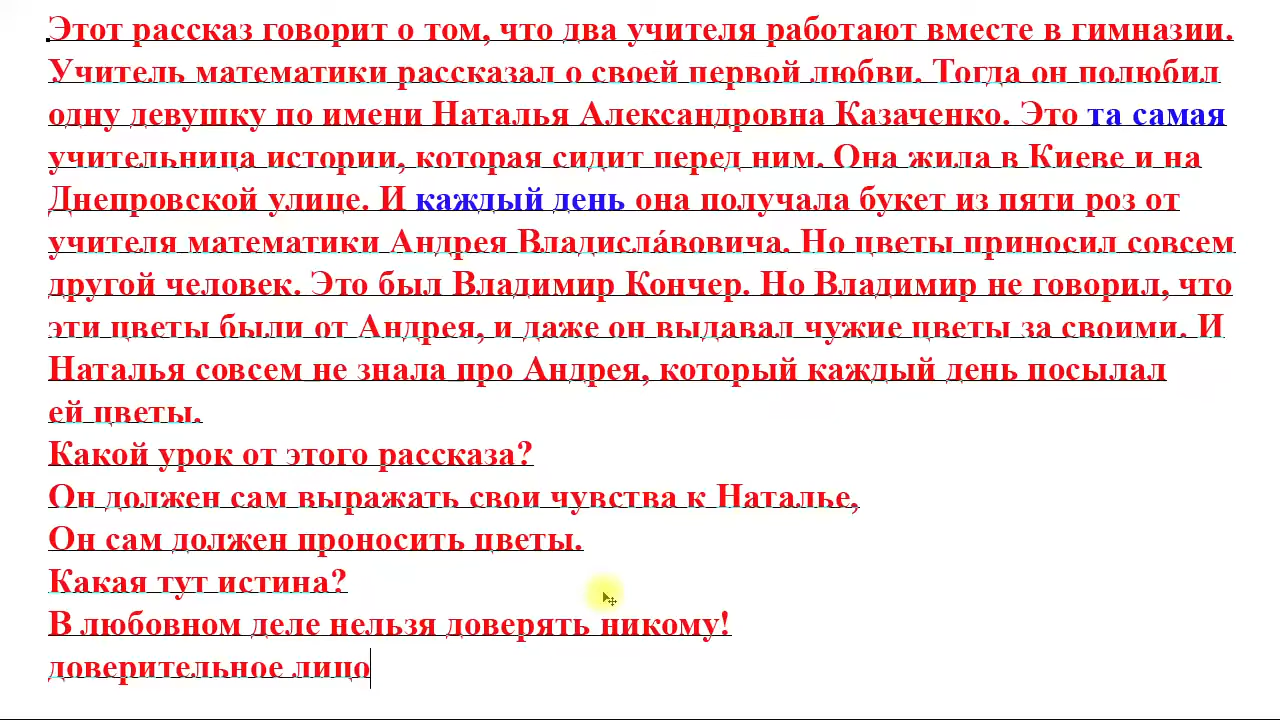 Этот рассказ говорит о том, что два учителя работают вместе в гимназии.
Учитель математики рассказал о своей первой любви. Тогда он полюбил
одну девушку по имени Наталья Александровна Казаченко. Это та самая
учительница истории, которая сидит перед ним. Она жила в Киеве и на
Днепровской улице. И каждый день она получала букет из пяти роз от
учителя математики Андрея Владисла́вовича. Но цветы приносил совсем
другой человек. Это был Владимир Кончер. Но Владимир не говорил, что
эти цветы были от Андрея, и даже он выдавал чужие цветы за своими. И
Наталья совсем не знала про Андрея, который каждый день посылал
ей цветы.
Какой урок от этого рассказа?
Он должен сам выражать свои чувства к Наталье,
Он сам должен проносить цветы.
Какая тут истина?
В любовном деле нельзя доверять никому!
доверительное лицо